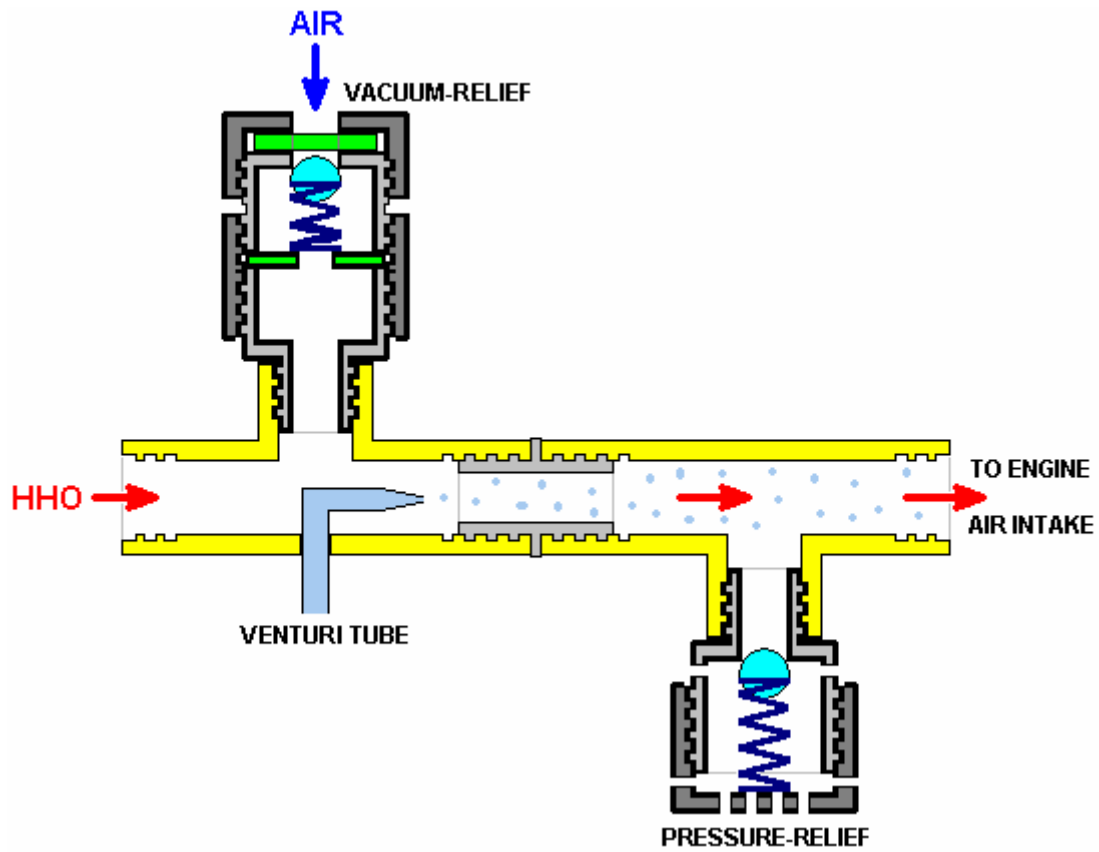 AIR
VACUUM-RELIEF
HHO
TO ENGINE
AIR INTAKE
VENTURI TUBE
PRESSURE-RELIEF